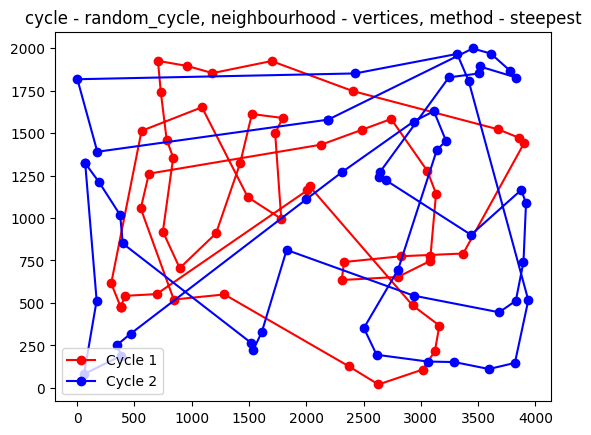 cycle - random_cycle, neighbourhood - vertices, method - steepest
2000
1750
1500
1250
1000
750
500
250
0
Cycle 1
Cycle 2
0 500 1000 1500 2000 2500 3000 3500 4000